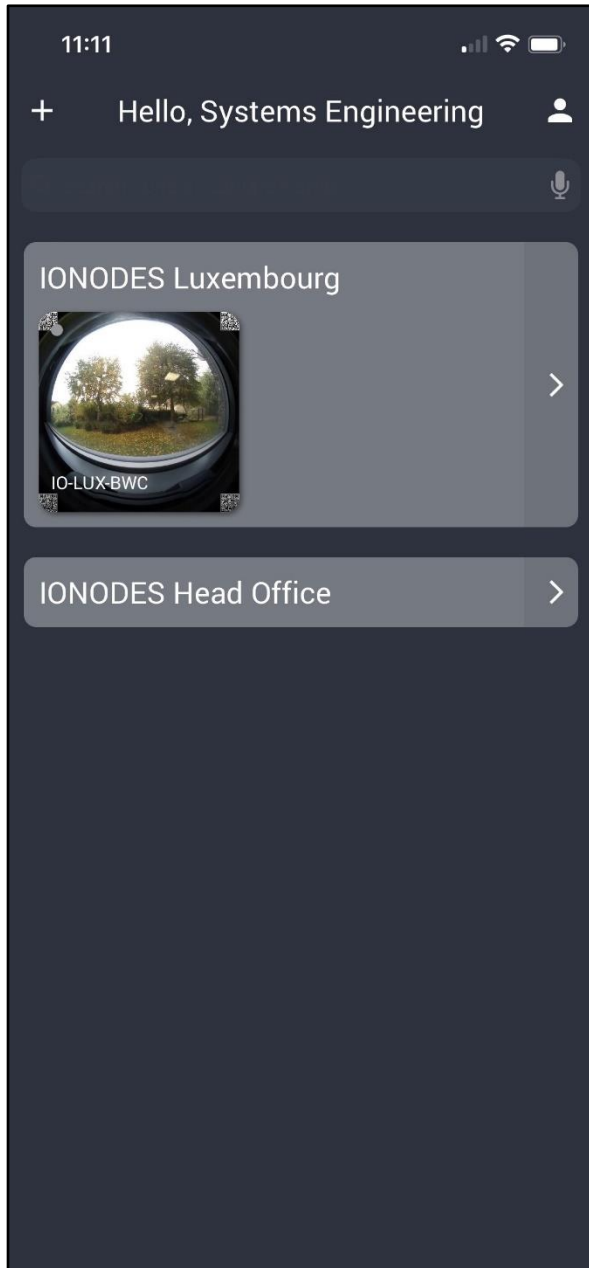 11:11
Hello, Systems Engineering
IONODES Luxembourg
IO-LUX-BWC
IONODES Head Office